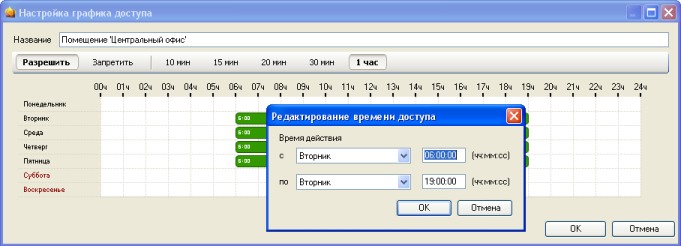 Настройка графика доступа
Название Помещение 'Центральный офис'
Разрешить Запретить 10 мин 15 мин 20 мин 30 мин 1 час
00ч 01ч 02ч 03ч 04ч 05ч 06ч 07ч 08ч 09ч 10ч 11ч 12ч 13ч 14ч 15ч 16ч 17ч 18ч 19ч 20ч 21ч 22ч 23ч 24ч
Понедельник
Вторник 6:00
Среда 6:00
Четверг 6:00
Пятница 6:00
Суббота
Воскресенье
Редактирование времени доступа
Время действия
с Вторник 06:00:00 (чч:мм:сс)
по Вторник 19:00:00 (чч:мм:сс)
OK Отмена
OK Отмена